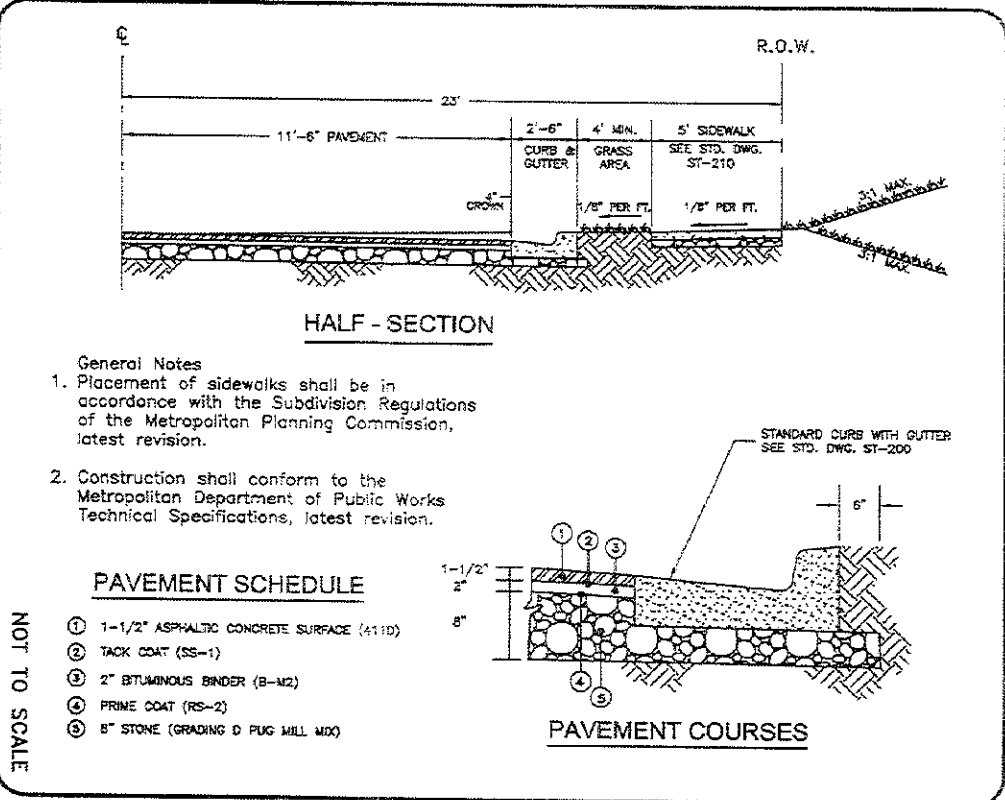 ℄
R.O.W.
23'
11'-6" PAVEMENT
2'-6"
CURB &
GUTTER
4' MIN.
GRASS
AREA
5' SIDEWALK
SEE STD. DWG.
ST-210
4"
CROWN
1/8" PER FT.
1/8" PER FT.
3:1 MAX.
3:1 MAX.
HALF - SECTION
General Notes
1. Placement of sidewalks shall be in
accordance with the Subdivision Regulations
of the Metropolitan Planning Commission,
latest revision.
2. Construction shall conform to the
Metropolitan Department of Public Works
Technical Specifications, latest revision.
PAVEMENT SCHEDULE
1 1-1/2" ASPHALTIC CONCRETE SURFACE (411D)
2 TACK COAT (SS-1)
3 2" BITUMINOUS BINDER (B-M2)
4 PRIME COAT (RS-2)
5 8" STONE (GRADING D PUG MILL MIX)
NOT TO SCALE
STANDARD CURB WITH GUTTER
SEE STD. DWG. ST-200
6"
1 2 3
1-1/2"
2"
8"
4
5
PAVEMENT COURSES